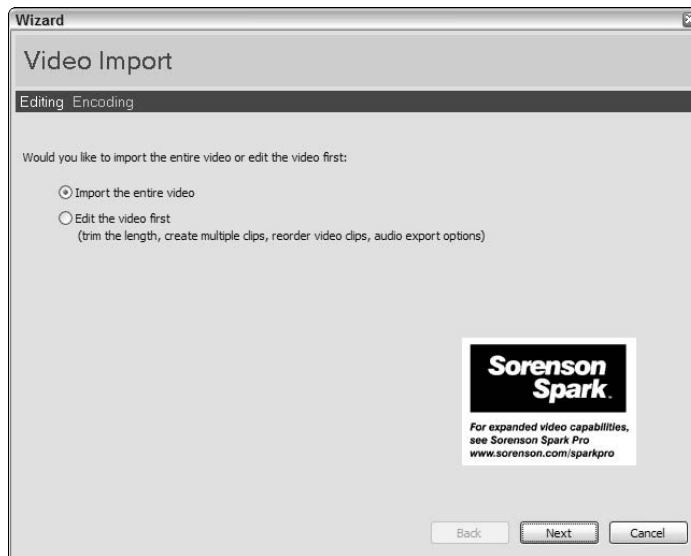 Wizard
Video Import
Editing Encoding
Would you like to import the entire video or edit the video first:
Import the entire video
Edit the video first
(trim the length, create multiple clips, reorder video clips, audio export options)
Sorenson
Spark.
For expanded video capabilities,
see Sorenson Spark Pro
www.sorenson.com/sparkpro
Back Next Cancel